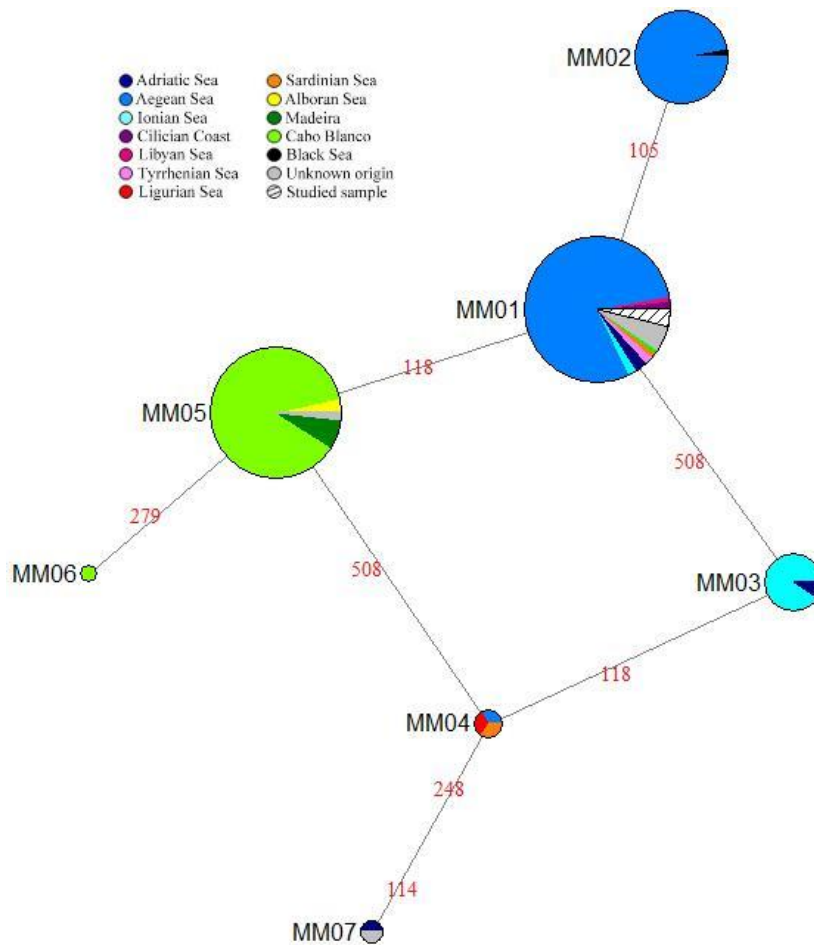 MM02
Adriatic Sea
Aegean Sea
Ionian Sea
Cilician Coast
Libyan Sea
Tyrrhenian Sea
Ligurian Sea
Sardinian Sea
Alboran Sea
Madeira
Cabo Blanco
Black Sea
Unknown origin
Studied sample
105
MM01
118
MM05
508
279
508
MM06
MM03
118
MM04
248
114
MM07